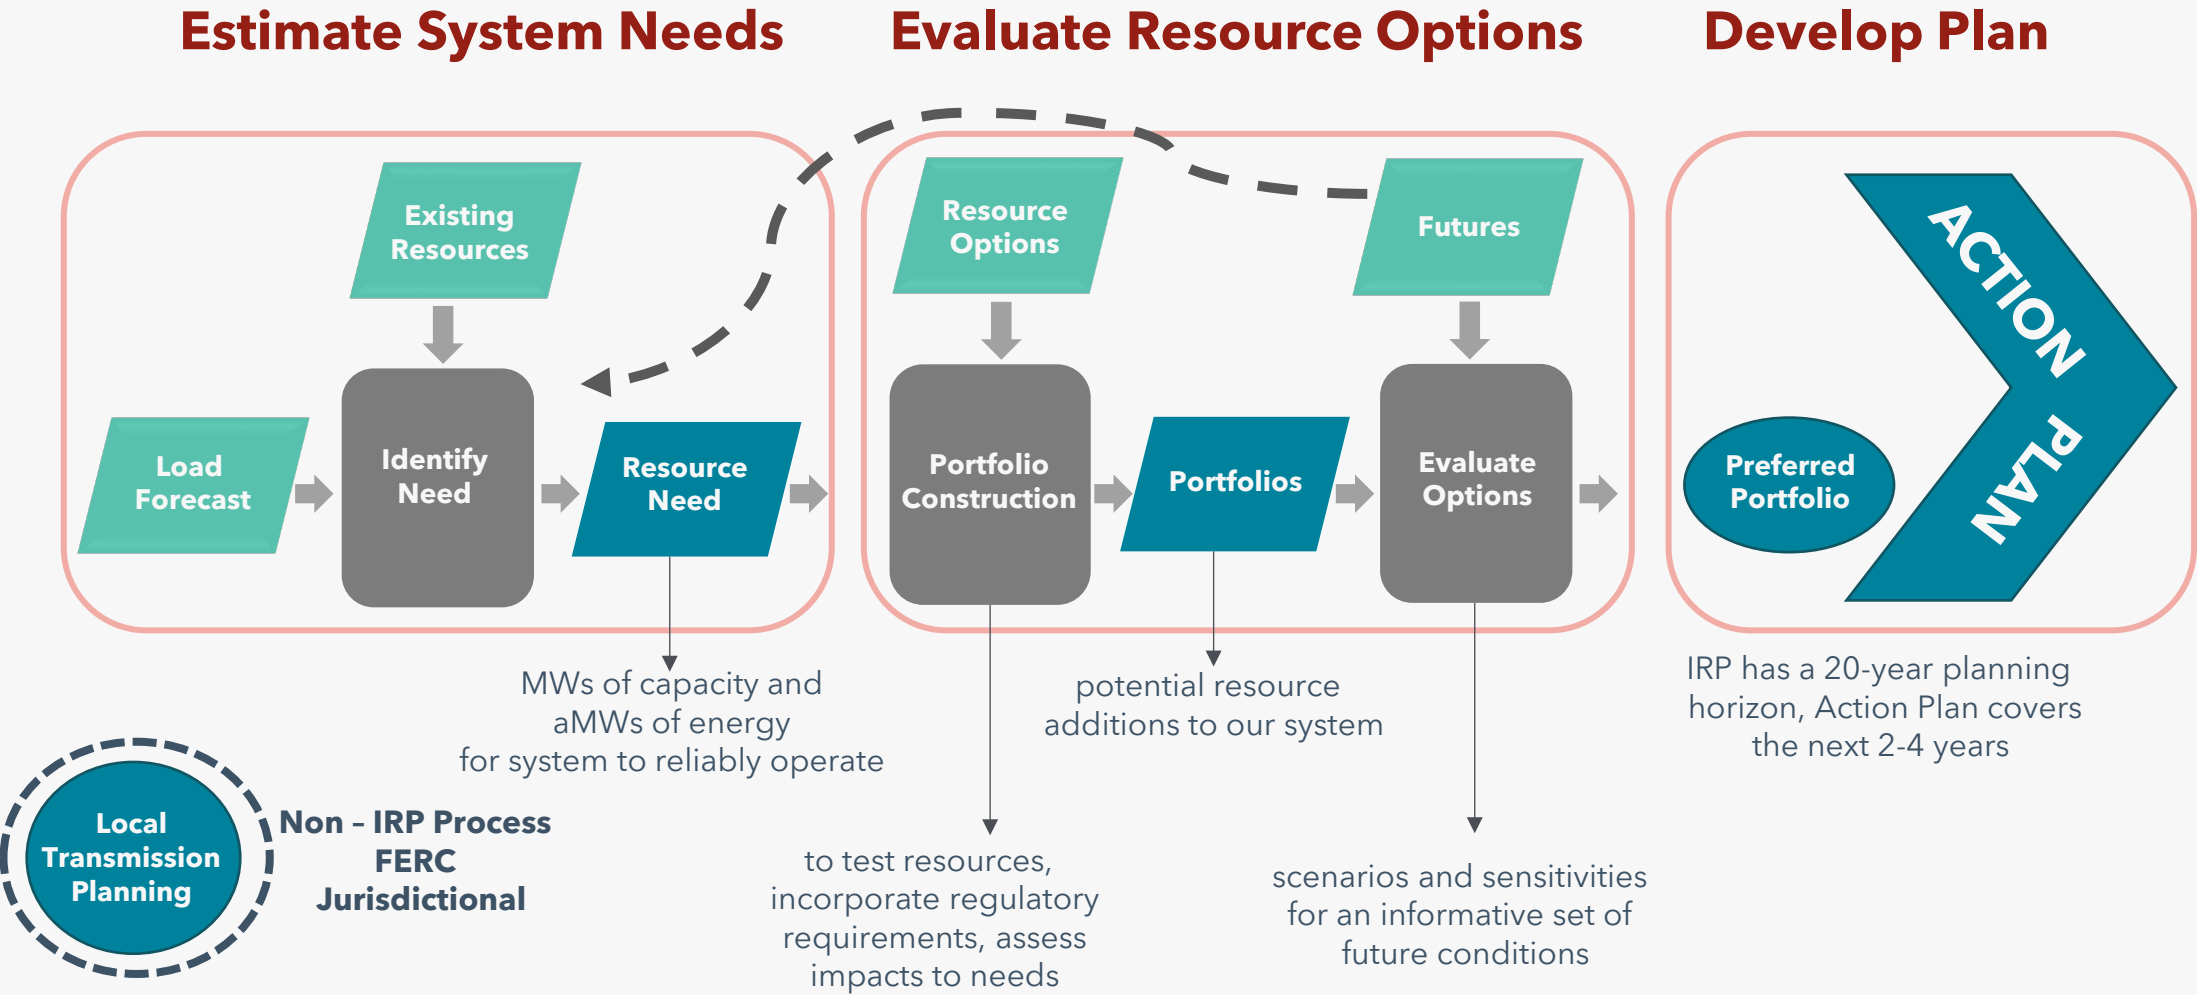 Estimate System Needs
Evaluate Resource Options
Develop Plan
Existing
Resources
Load
Forecast
Identify
Need
Resource
Need
Resource
Options
Futures
Portfolio
Construction
Portfolios
Evaluate
Options
Preferred
Portfolio
ACTION PLAN
MWs of capacity and
aMWs of energy
for system to reliably operate
potential resource
additions to our system
IRP has a 20-year planning
horizon, Action Plan covers
the next 2-4 years
Local
Transmission
Planning
Non – IRP Process
FERC
Jurisdictional
to test resources,
incorporate regulatory
requirements, assess
impacts to needs
scenarios and sensitivities
for an informative set of
future conditions